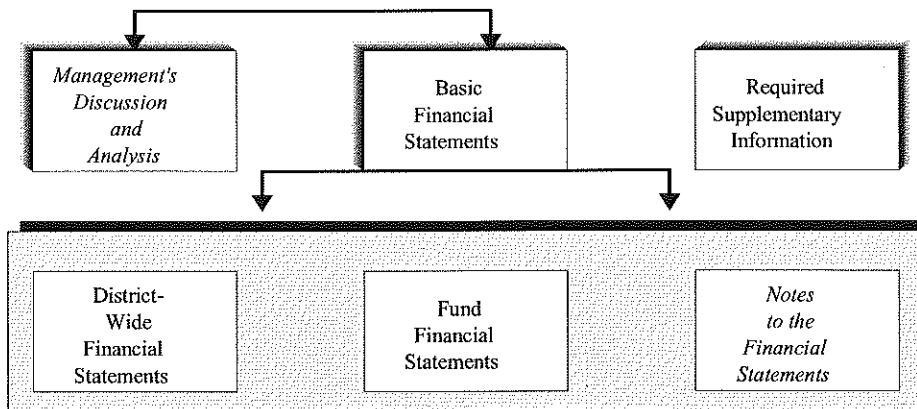 Management's
Discussion
and
Analysis
Basic
Financial
Statements
Required
Supplementary
Information
District-
Wide
Financial
Statements
Fund
Financial
Statements
Notes
to the
Financial
Statements